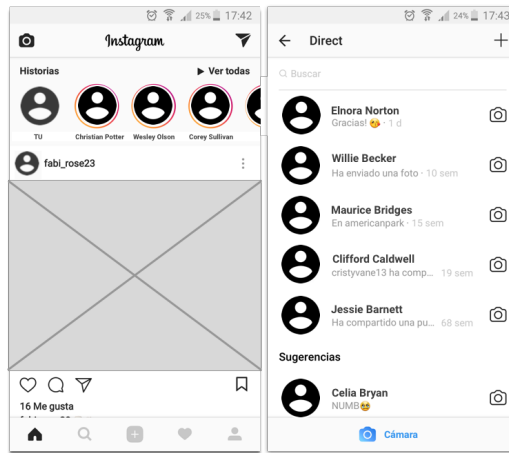 25% 17:42
Instagram
Historias Ver todas
TU Christian Potter Wesley Olson Corey Sullivan
fabi_rose23
16 Me gusta
24% 17:43
Direct
Buscar
Elnora Norton
Gracias! 😘 · 1 d
Willie Becker
Ha enviado una foto · 10 sem
Maurice Bridges
En americanpark · 15 sem
Clifford Caldwell
cristyvane13 ha comp... 19 sem
Jessie Barnett
Ha compartido una pu... 68 sem
Sugerencias
Celia Bryan
NUMB
Cámara